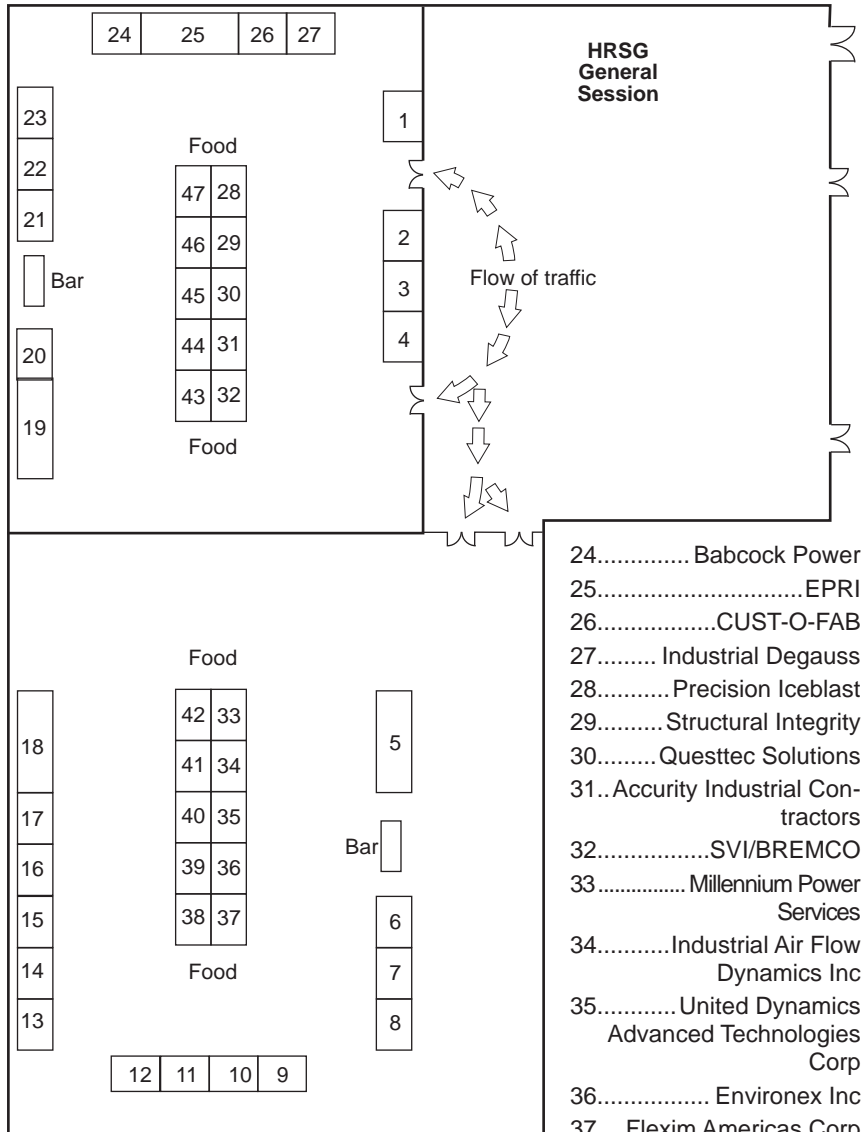 24 25 26 27
HRSG
General
Session
23
1
Food
22
47 28
21
46 29
2
Flow of traffic
Bar
45 30
3
44 31
4
20
43 32
19
Food
24.............. Babcock Power
25..............................EPRI
26..................CUST-O-FAB
27......... Industrial Degauss
28...........Precision Iceblast
29..........Structural Integrity
30.........Questtec Solutions
31..Accurity Industrial Con-
tractors
32.................SVI/BREMCO
33................ Millennium Power
Services
34...........Industrial Air Flow
Dynamics Inc
35............United Dynamics
Advanced Technologies
Corp
36................. Environex Inc
37....Flexim Americas Corp
Food
42 33
18
5
41 34
17
40 35
Bar
16
39 36
15
38 37
6
14
Food
7
13
8
12 11 10 9